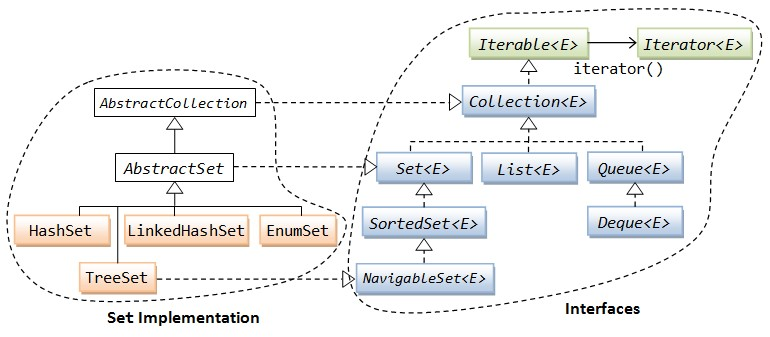 Iterable<E>
Iterator<E>
iterator()
AbstractCollection
Collection<E>
AbstractSet
Set<E>
List<E>
Queue<E>
HashSet
LinkedHashSet
EnumSet
SortedSet<E>
Deque<E>
TreeSet
NavigableSet<E>
Set Implementation
Interfaces